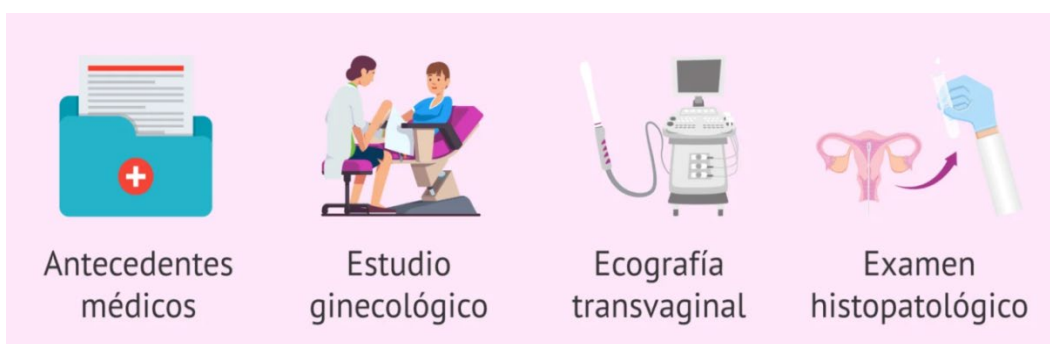 Antecedentes
médicos
Estudio
ginecológico
Ecografía
transvaginal
Examen
histopatológico